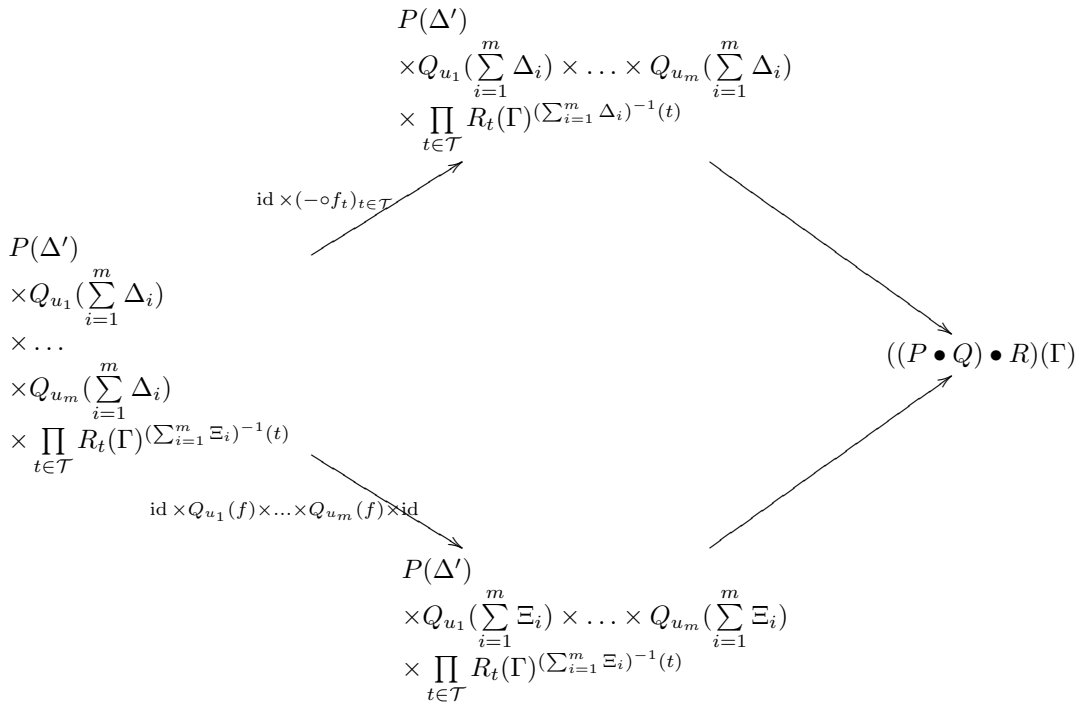 P(Δ′)
×Q_{u_1}(∑_{i=1}^{m} Δ_i) × … × Q_{u_m}(∑_{i=1}^{m} Δ_i)
× ∏_{t∈𝒯} R_t(Γ)^{(∑_{i=1}^{m} Δ_i)^{-1}(t)}
id ×(−∘f_t)_{t∈𝒯}
P(Δ′)
×Q_{u_1}(∑_{i=1}^{m} Δ_i)
× …
×Q_{u_m}(∑_{i=1}^{m} Δ_i)
× ∏_{t∈𝒯} R_t(Γ)^{(∑_{i=1}^{m} Ξ_i)^{-1}(t)}
((P • Q) • R)(Γ)
id ×Q_{u_1}(f)×…×Q_{u_m}(f)×id
P(Δ′)
×Q_{u_1}(∑_{i=1}^{m} Ξ_i) × … × Q_{u_m}(∑_{i=1}^{m} Ξ_i)
× ∏_{t∈𝒯} R_t(Γ)^{(∑_{i=1}^{m} Ξ_i)^{-1}(t)}